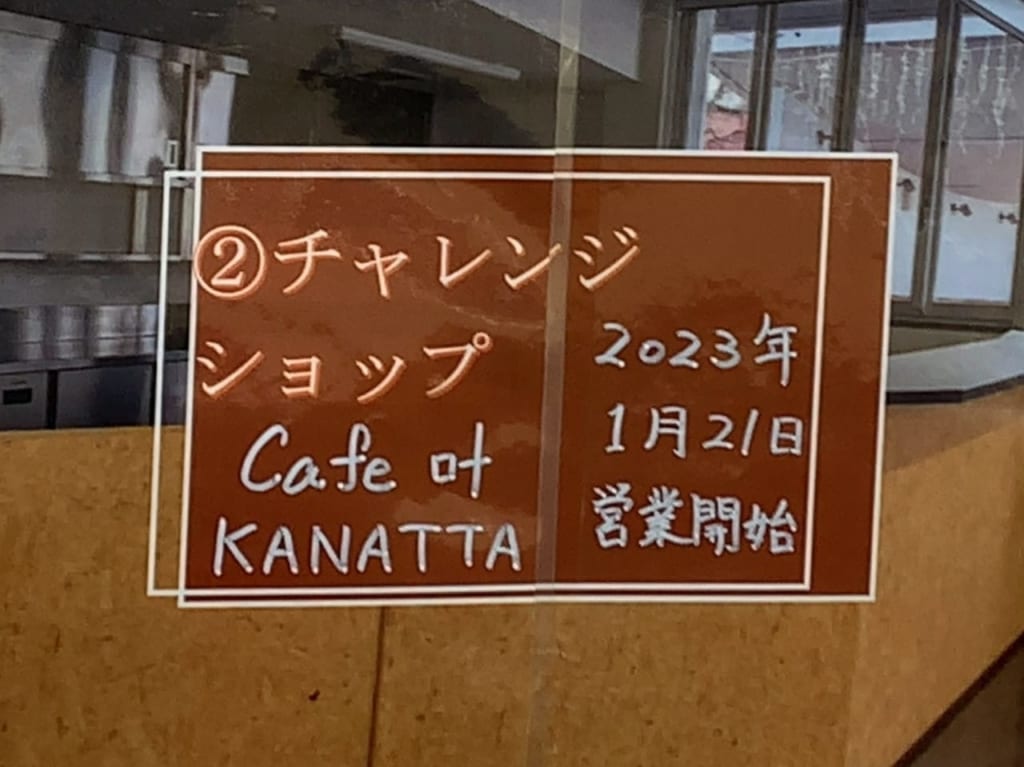 ②チャレンジ
ショップ
Cafe at
KANATTA
2023年
1月21日
営業開始